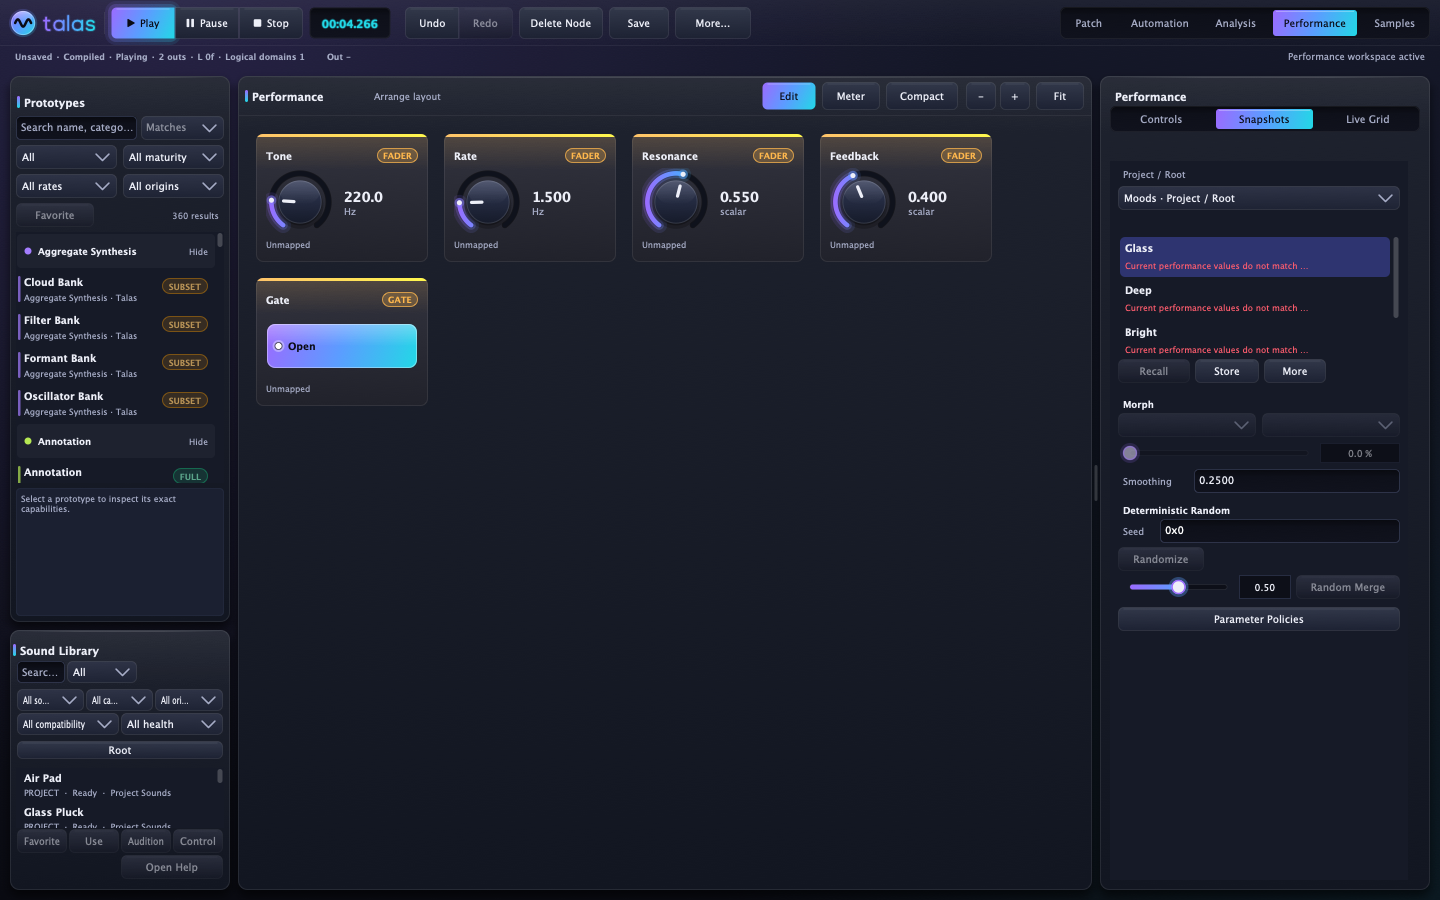 talas
Play
Pause
Stop
00:04.266
Undo
Redo
Delete Node
Save
More...
Patch
Automation
Analysis
Performance
Samples
Unsaved · Compiled · Playing · 2 outs · L 0f · Logical domains 1
Out –
Performance workspace active
Prototypes
Search name, catego...
Matches
All
All maturity
All rates
All origins
Favorite
360 results
Aggregate Synthesis
Hide
Cloud Bank
SUBSET
Aggregate Synthesis · Talas
Filter Bank
SUBSET
Aggregate Synthesis · Talas
Formant Bank
SUBSET
Aggregate Synthesis · Talas
Oscillator Bank
SUBSET
Aggregate Synthesis · Talas
Annotation
Hide
Annotation
FULL
Select a prototype to inspect its exact
capabilities.
Sound Library
Searc...
All
All so...
All ca...
All ori...
All compatibility
All health
Root
Air Pad
PROJECT · Ready · Project Sounds
Glass Pluck
PROJECT · Ready · Project Sounds
Favorite
Use
Audition
Control
Open Help
Performance
Arrange layout
Edit
Meter
Compact
–
+
Fit
Tone
FADER
220.0
Hz
Unmapped
Rate
FADER
1.500
Hz
Unmapped
Resonance
FADER
0.550
scalar
Unmapped
Feedback
FADER
0.400
scalar
Unmapped
Gate
GATE
Open
Unmapped
Performance
Controls
Snapshots
Live Grid
Project / Root
Moods · Project / Root
Glass
Current performance values do not match ...
Deep
Current performance values do not match ...
Bright
Current performance values do not match ...
Recall
Store
More
Morph
0.0 %
Smoothing
0.2500
Deterministic Random
Seed
0x0
Randomize
0.50
Random Merge
Parameter Policies